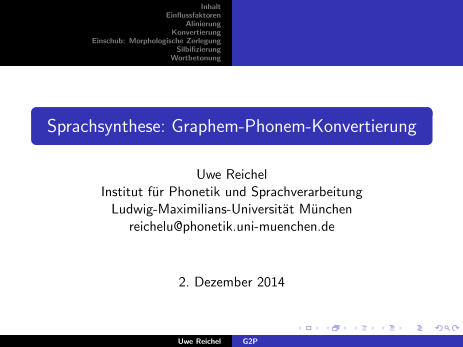 Inhalt
Einflussfaktoren
Alinierung
Konvertierung
Einschub: Morphologische Zerlegung
Silbifizierung
Wortbetonung
Sprachsynthese: Graphem-Phonem-Konvertierung
Uwe Reichel
Institut für Phonetik und Sprachverarbeitung
Ludwig-Maximilians-Universität München
reichelu@phonetik.uni-muenchen.de
2. Dezember 2014
Uwe Reichel
G2P